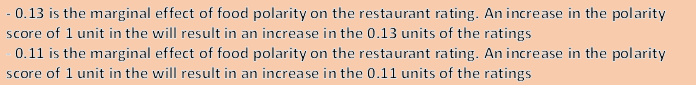 - 0.13 is the marginal effect of food polarity on the restaurant rating. An increase in the polarity
score of 1 unit in the will result in an increase in the 0.13 units of the ratings
- 0.11 is the marginal effect of food polarity on the restaurant rating. An increase in the polarity
score of 1 unit in the will result in an increase in the 0.11 units of the ratings